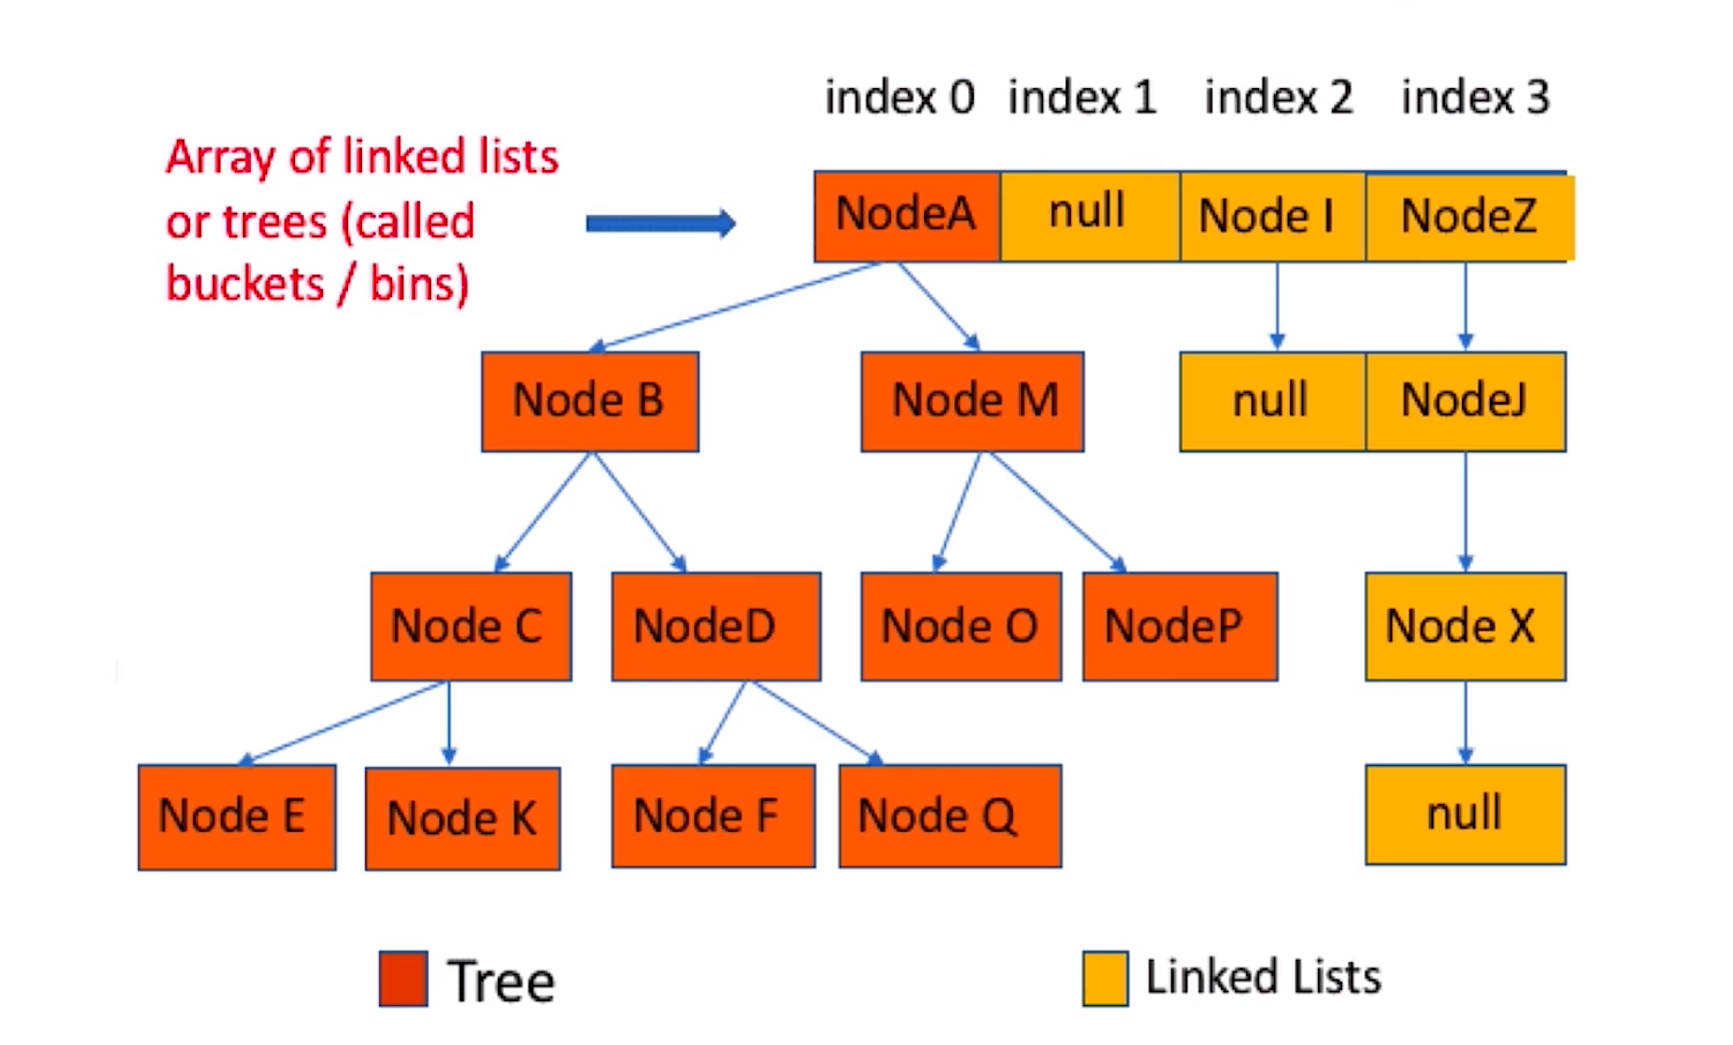 index 0 index 1 index 2 index 3
Array of linked lists
or trees (called
buckets / bins)
NodeA null Node I NodeZ
Node B Node M null NodeJ
Node C NodeD Node O NodeP Node X
Node E Node K Node F Node Q null
Tree Linked Lists